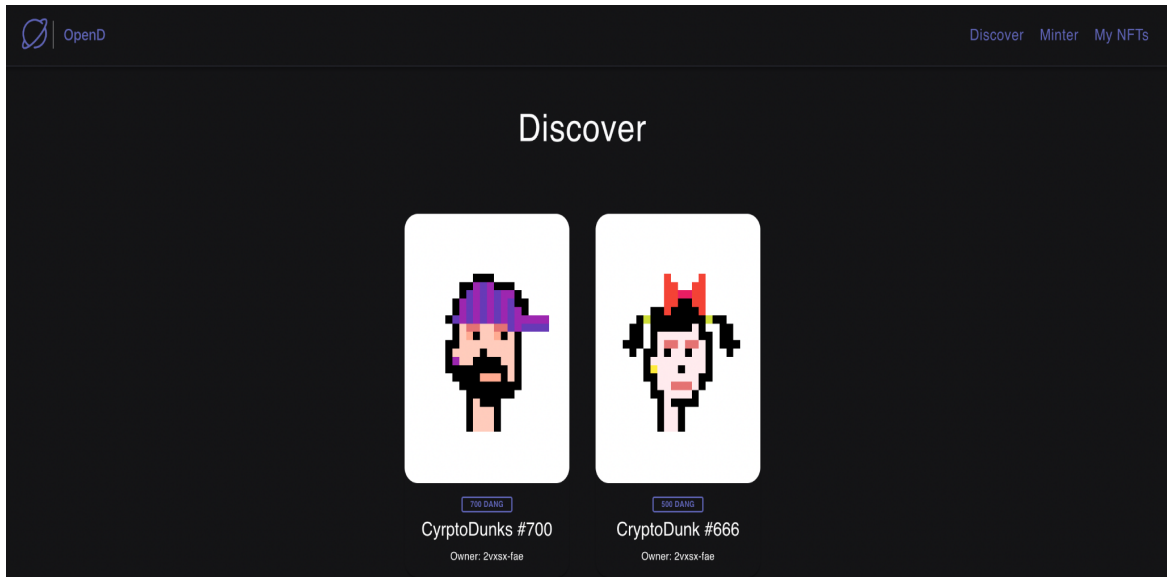 OpenD
Discover Minter My NFTs
Discover
700 DANG
CyrptoDunks #700
Owner: 2vxsx-fae
500 DANG
CryptoDunk #666
Owner: 2vxsx-fae